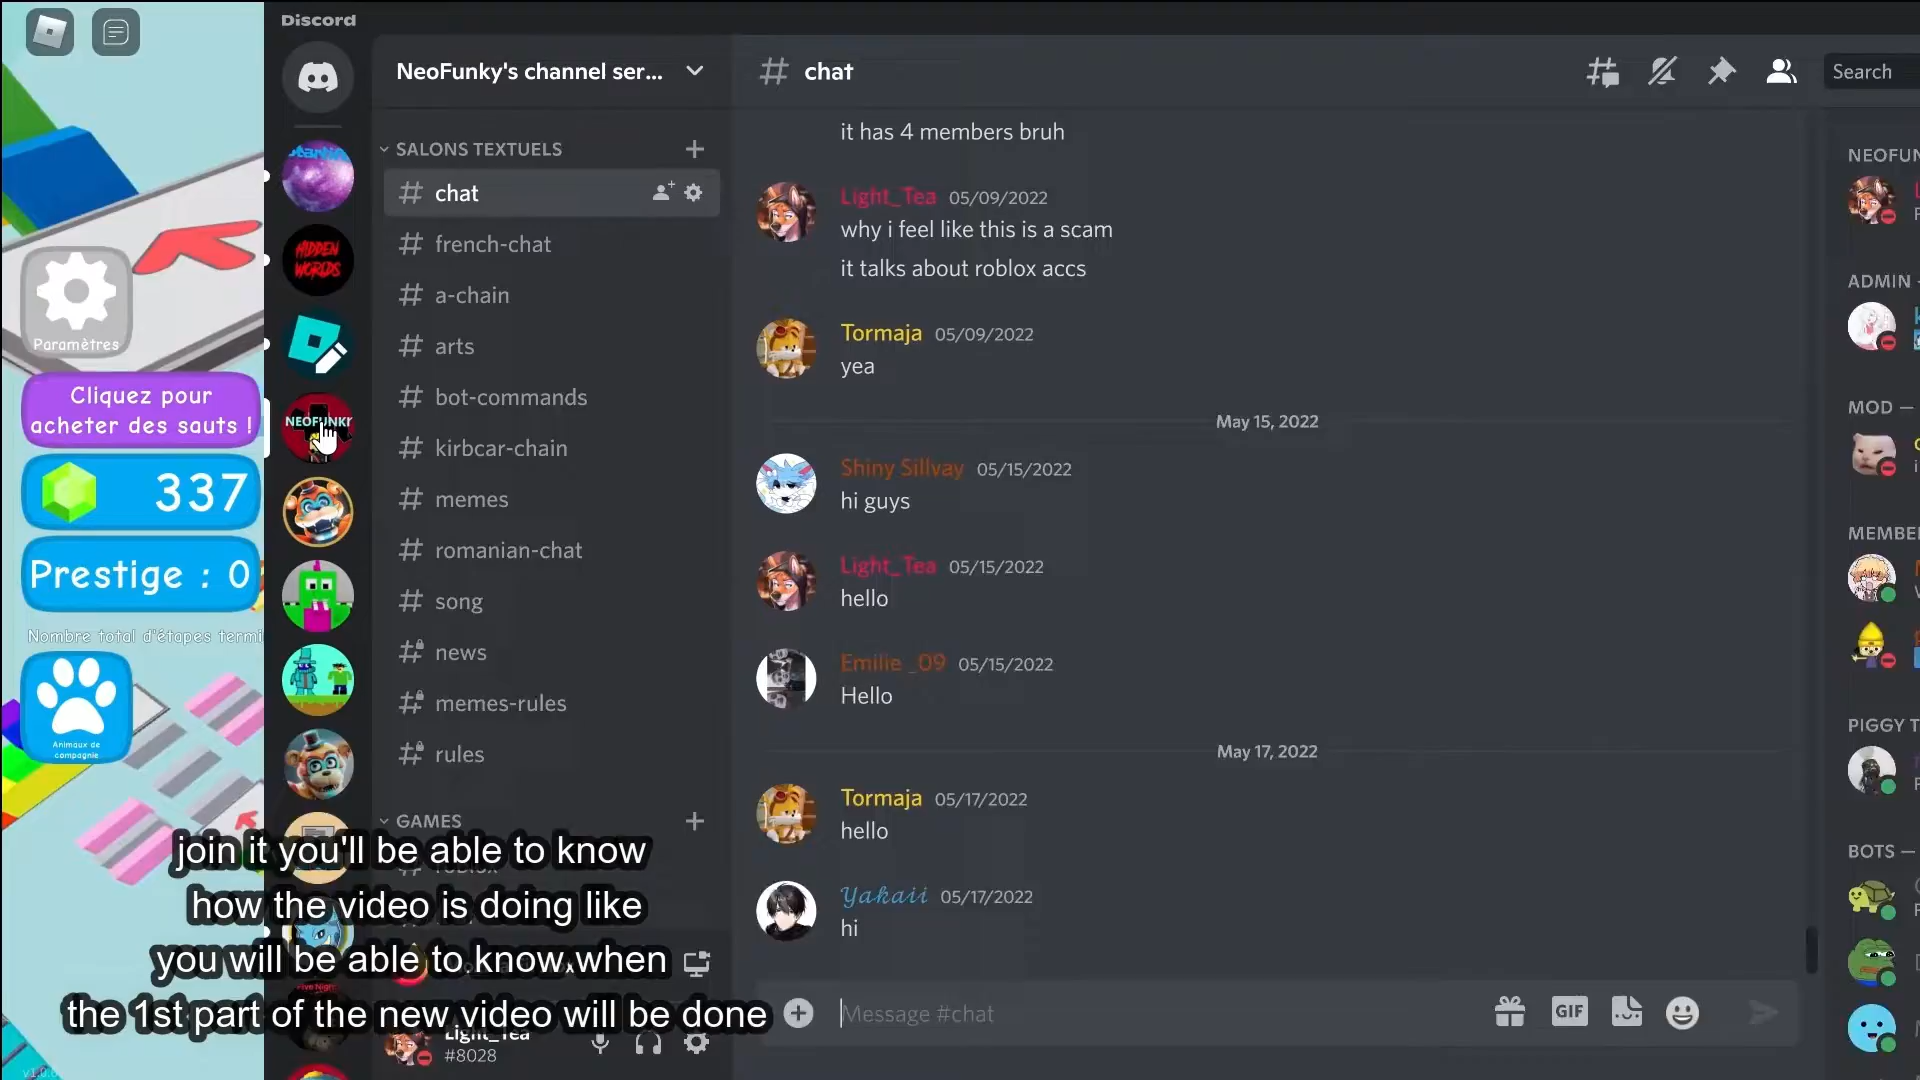 Discord
NeoFunky's channel ser...
chat
Search
SALONS TEXTUELS
chat
french-chat
a-chain
arts
bot-commands
kirbcar-chain
memes
romanian-chat
song
news
memes-rules
rules
GAMES
Light_Tea
#8028
it has 4 members bruh
Light_Tea 05/09/2022
why i feel like this is a scam
it talks about roblox accs
Tormaja 05/09/2022
yea
May 15, 2022
Shiny Sillvay 05/15/2022
hi guys
Light_Tea 05/15/2022
hello
Emilie _09 05/15/2022
Hello
May 17, 2022
Tormaja 05/17/2022
hello
Yakaii 05/17/2022
hi
Message #chat
GIF
NEOFUN
ADMIN -
MOD —
MEMBE
PIGGY T
BOTS —
Paramètres
Cliquez pour
acheter des sauts !
337
Prestige : 0
Nombre total d'étapes termi
Animaux de
compagnie
HIDDEN
WORLDS
NEOFUNKY
join it you'll be able to know
how the video is doing like
you will be able to know when
the 1st part of the new video will be done